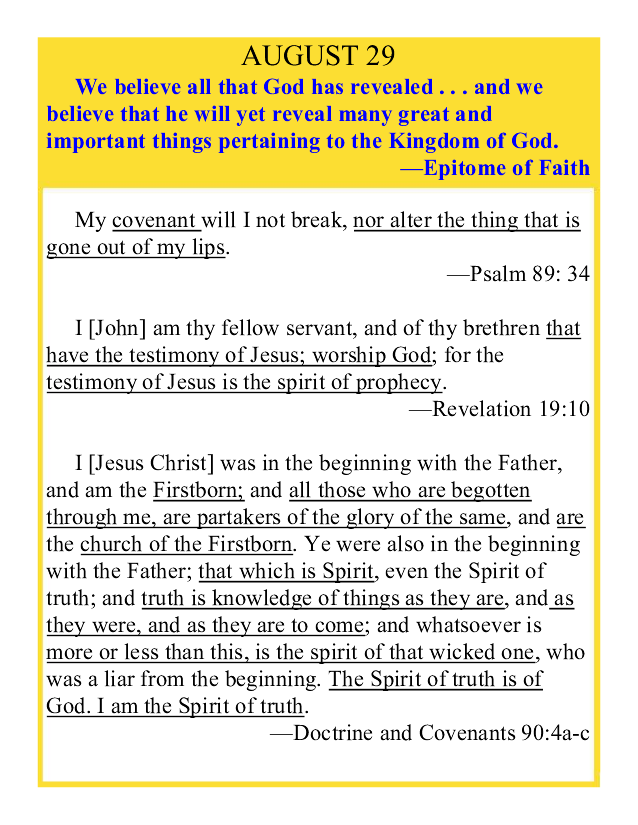 AUGUST 29
We believe all that God has revealed . . . and we
believe that he will yet reveal many great and
important things pertaining to the Kingdom of God.
—Epitome of Faith
My covenant will I not break, nor alter the thing that is
gone out of my lips.
—Psalm 89: 34
I [John] am thy fellow servant, and of thy brethren that
have the testimony of Jesus; worship God; for the
testimony of Jesus is the spirit of prophecy.
—Revelation 19:10
I [Jesus Christ] was in the beginning with the Father,
and am the Firstborn; and all those who are begotten
through me, are partakers of the glory of the same, and are
the church of the Firstborn. Ye were also in the beginning
with the Father; that which is Spirit, even the Spirit of
truth; and truth is knowledge of things as they are, and as
they were, and as they are to come; and whatsoever is
more or less than this, is the spirit of that wicked one, who
was a liar from the beginning. The Spirit of truth is of
God. I am the Spirit of truth.
—Doctrine and Covenants 90:4a-c